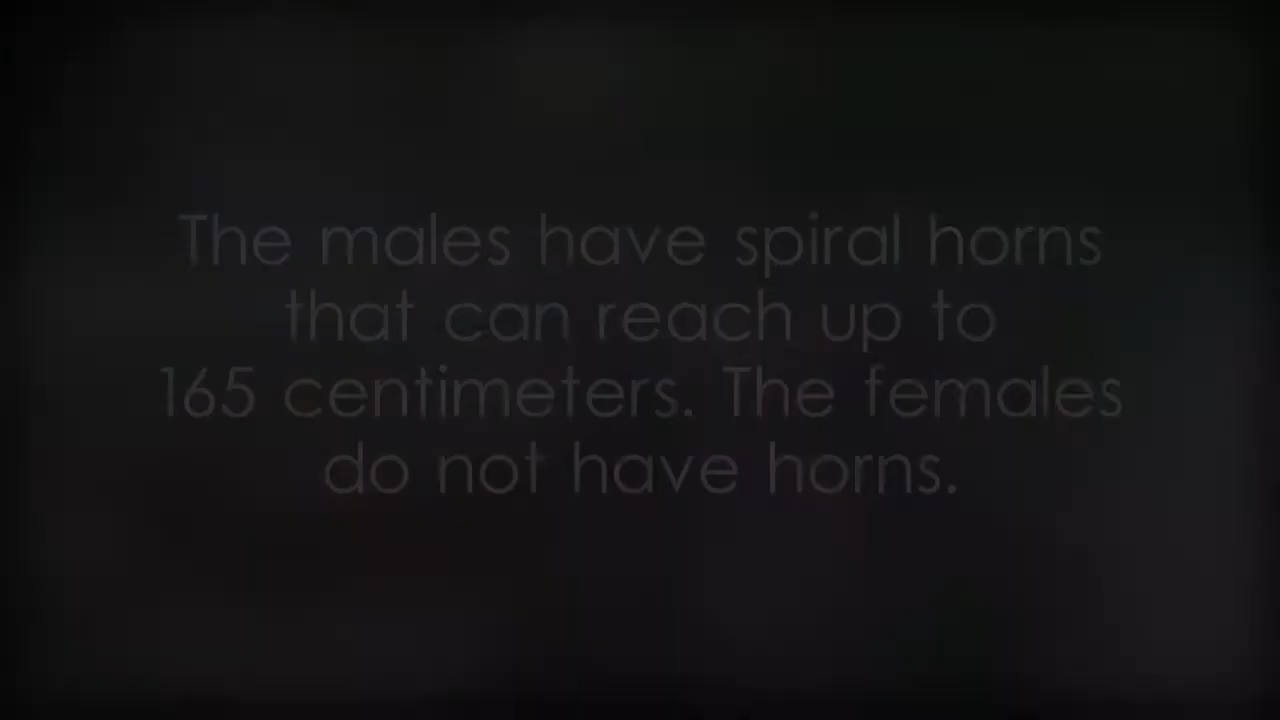 The males have spiral horns
that can reach up to
165 centimeters. The females
do not have horns.